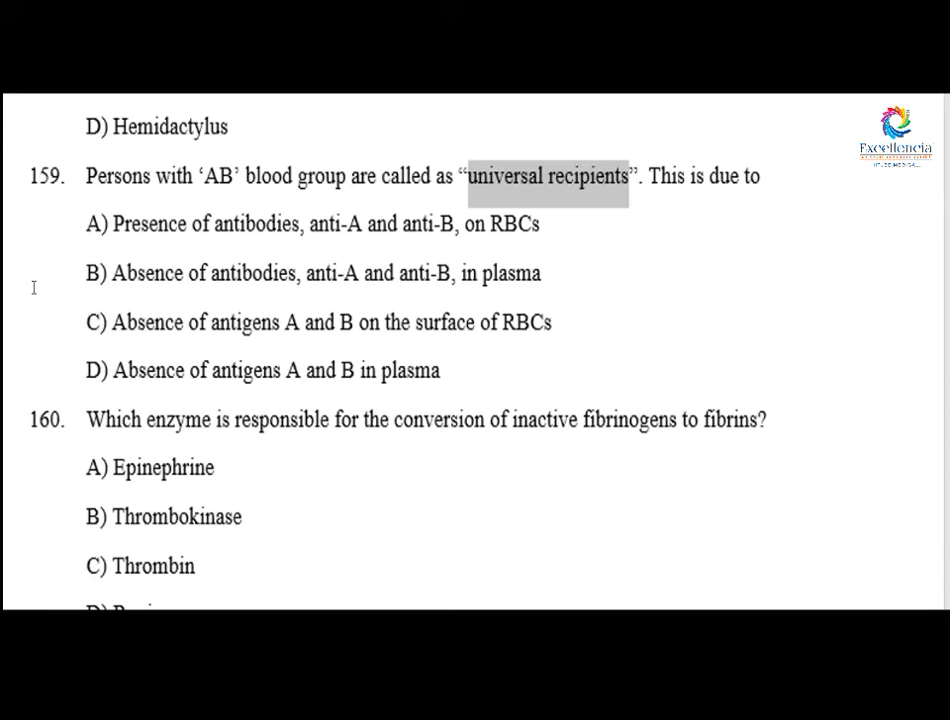 Excellencia
D) Hemidactylus
159. Persons with ‘AB’ blood group are called as “universal recipients”. This is due to
A) Presence of antibodies, anti-A and anti-B, on RBCs
B) Absence of antibodies, anti-A and anti-B, in plasma
C) Absence of antigens A and B on the surface of RBCs
D) Absence of antigens A and B in plasma
160. Which enzyme is responsible for the conversion of inactive fibrinogens to fibrins?
A) Epinephrine
B) Thrombokinase
C) Thrombin